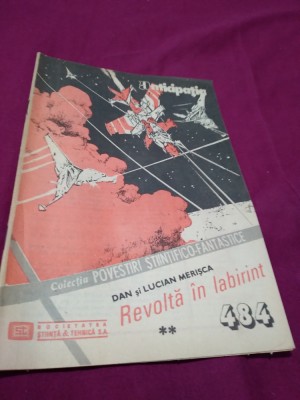 Anticipația
Colecția POVESTIRI ȘTIINȚIFICO-FANTASTICE
DAN și LUCIAN MERIȘCA
Revoltă în labirint
** 484
SOCIETATEA
ȘTIINȚĂ & TEHNICĂ S.A.